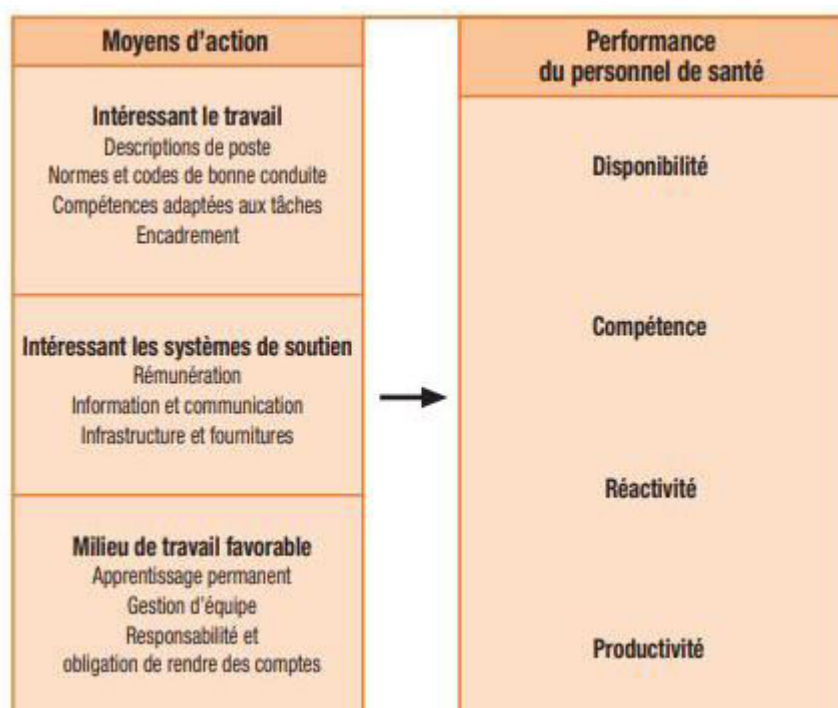 Moyens d'action
Intéressant le travail
Descriptions de poste
Normes et codes de bonne conduite
Compétences adaptées aux tâches
Encadrement
Intéressant les systèmes de soutien
Rémunération
Information et communication
Infrastructure et fournitures
Milieu de travail favorable
Apprentissage permanent
Gestion d'équipe
Responsabilité et
obligation de rendre des comptes
Performance
du personnel de santé
Disponibilité
Compétence
Réactivité
Productivité